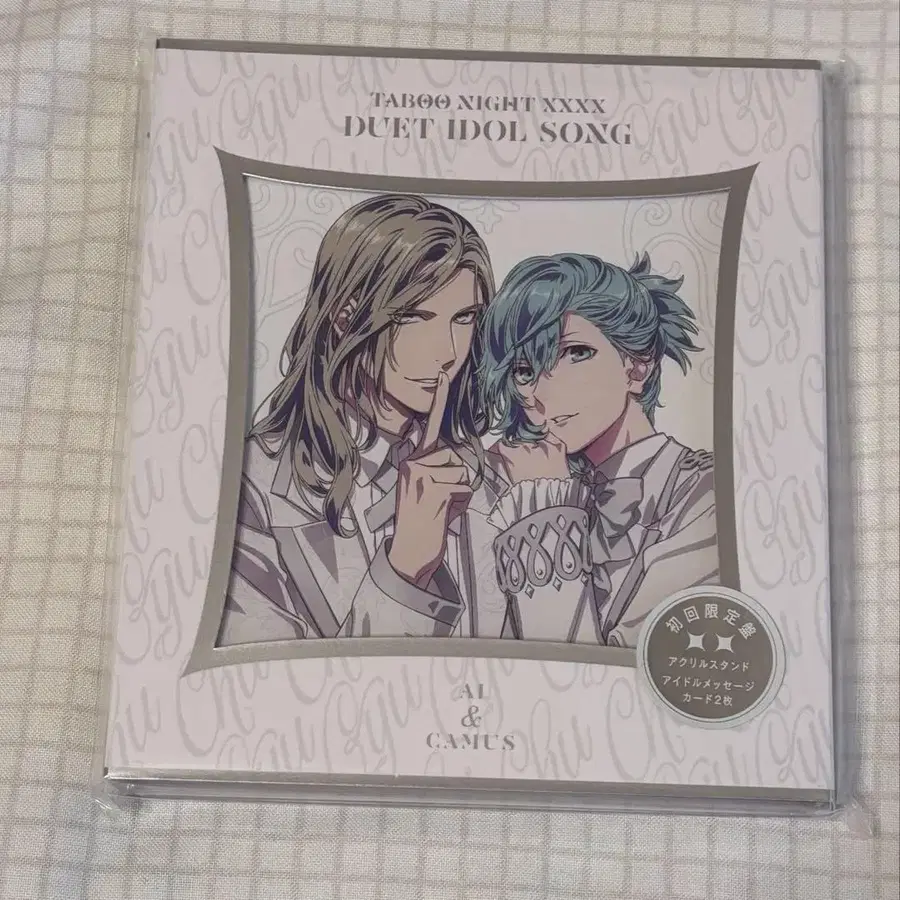 TABOO NIGHT XXXX
DUET IDOL SONG
初回限定盤
アクリルスタンド
アイドルメッセージ
カード2枚
AI
&
CAMUS